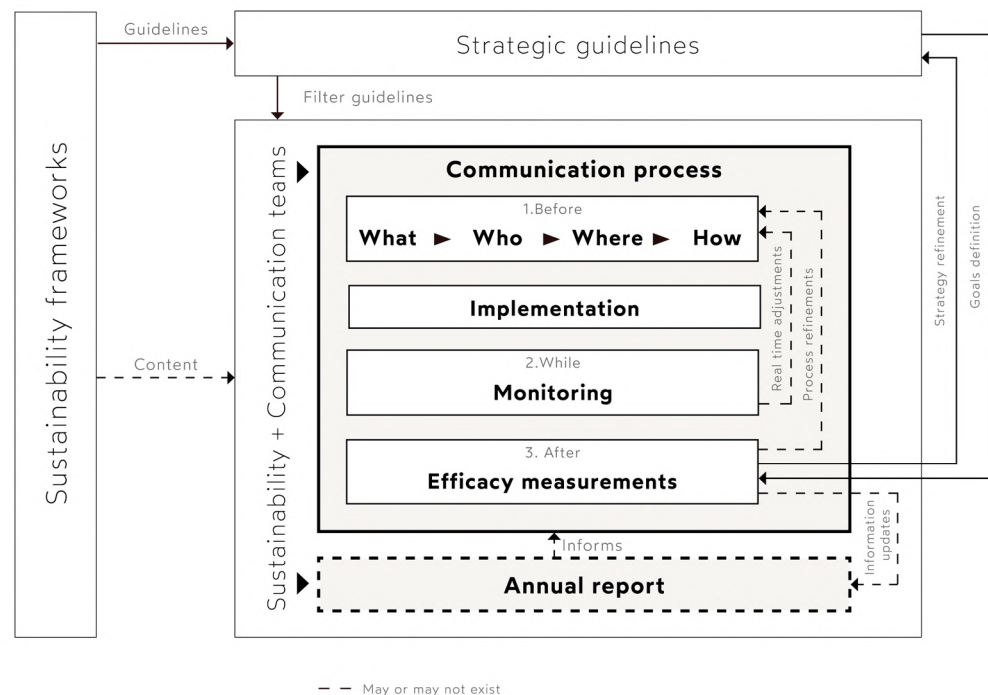 Guidelines
Strategic guidelines
Filter guidelines
Sustainability frameworks
Content
Sustainability + Communication teams
Communication process
1.Before
What Who Where How
Implementation
2.While
Monitoring
3. After
Efficacy measurements
Real time adjustments
Process refinements
Strategy refinement
Goals definition
Information
updates
Informs
Annual report
May or may not exist